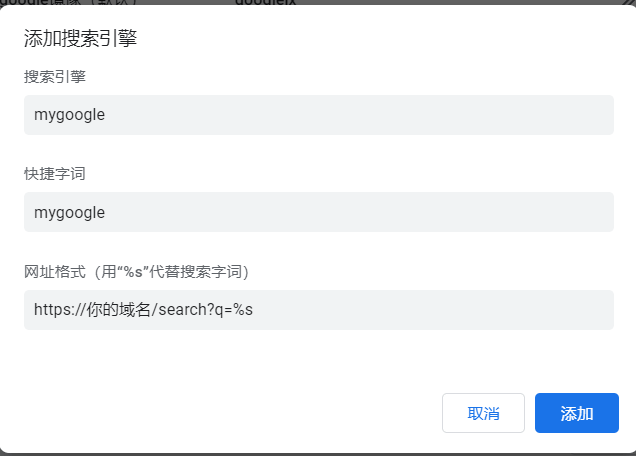 添加搜索引擎
搜索引擎
mygoogle
快捷字词
mygoogle
网址格式（用“%s”代替搜索字词）
https://你的域名/search?q=%s
取消 添加